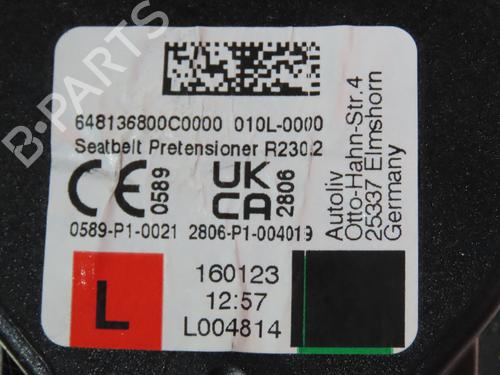 B-PARTS
648136800C0000 010L-0000
Seatbelt Pretensioner R230.2
CE 0589
UK CA 2806
0589-P1-0021 2806-P1-004019
Autoliv
Otto-Hahn-Str.4
25337 Elmshorn
Germany
L
160123
12:57
L004814